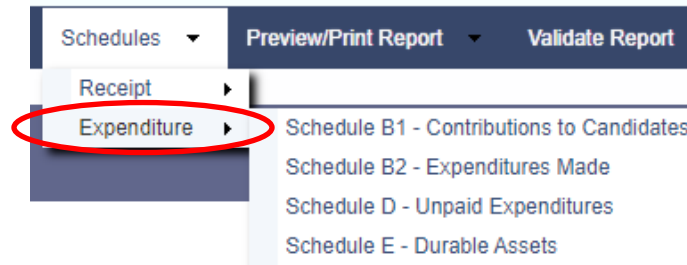 Schedules Preview/Print Report Validate Report
Receipt
Expenditure
Schedule B1 - Contributions to Candidates
Schedule B2 - Expenditures Made
Schedule D - Unpaid Expenditures
Schedule E - Durable Assets